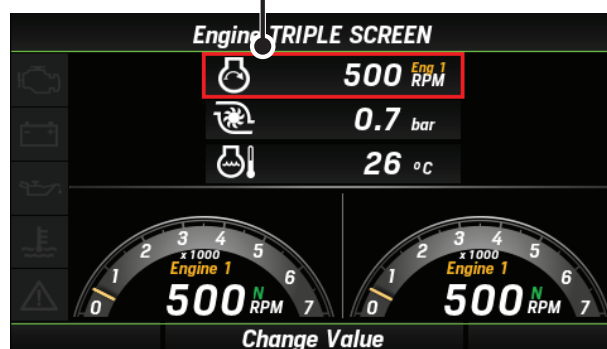 Engine TRIPLE SCREEN
500 Eng 1 RPM
0.7 bar
26 °C
0 1 2 3 4 5 6 7
x 1000
Engine 1
500 N RPM
0 1 2 3 4 5 6 7
x 1000
Engine 1
500 N RPM
Change Value